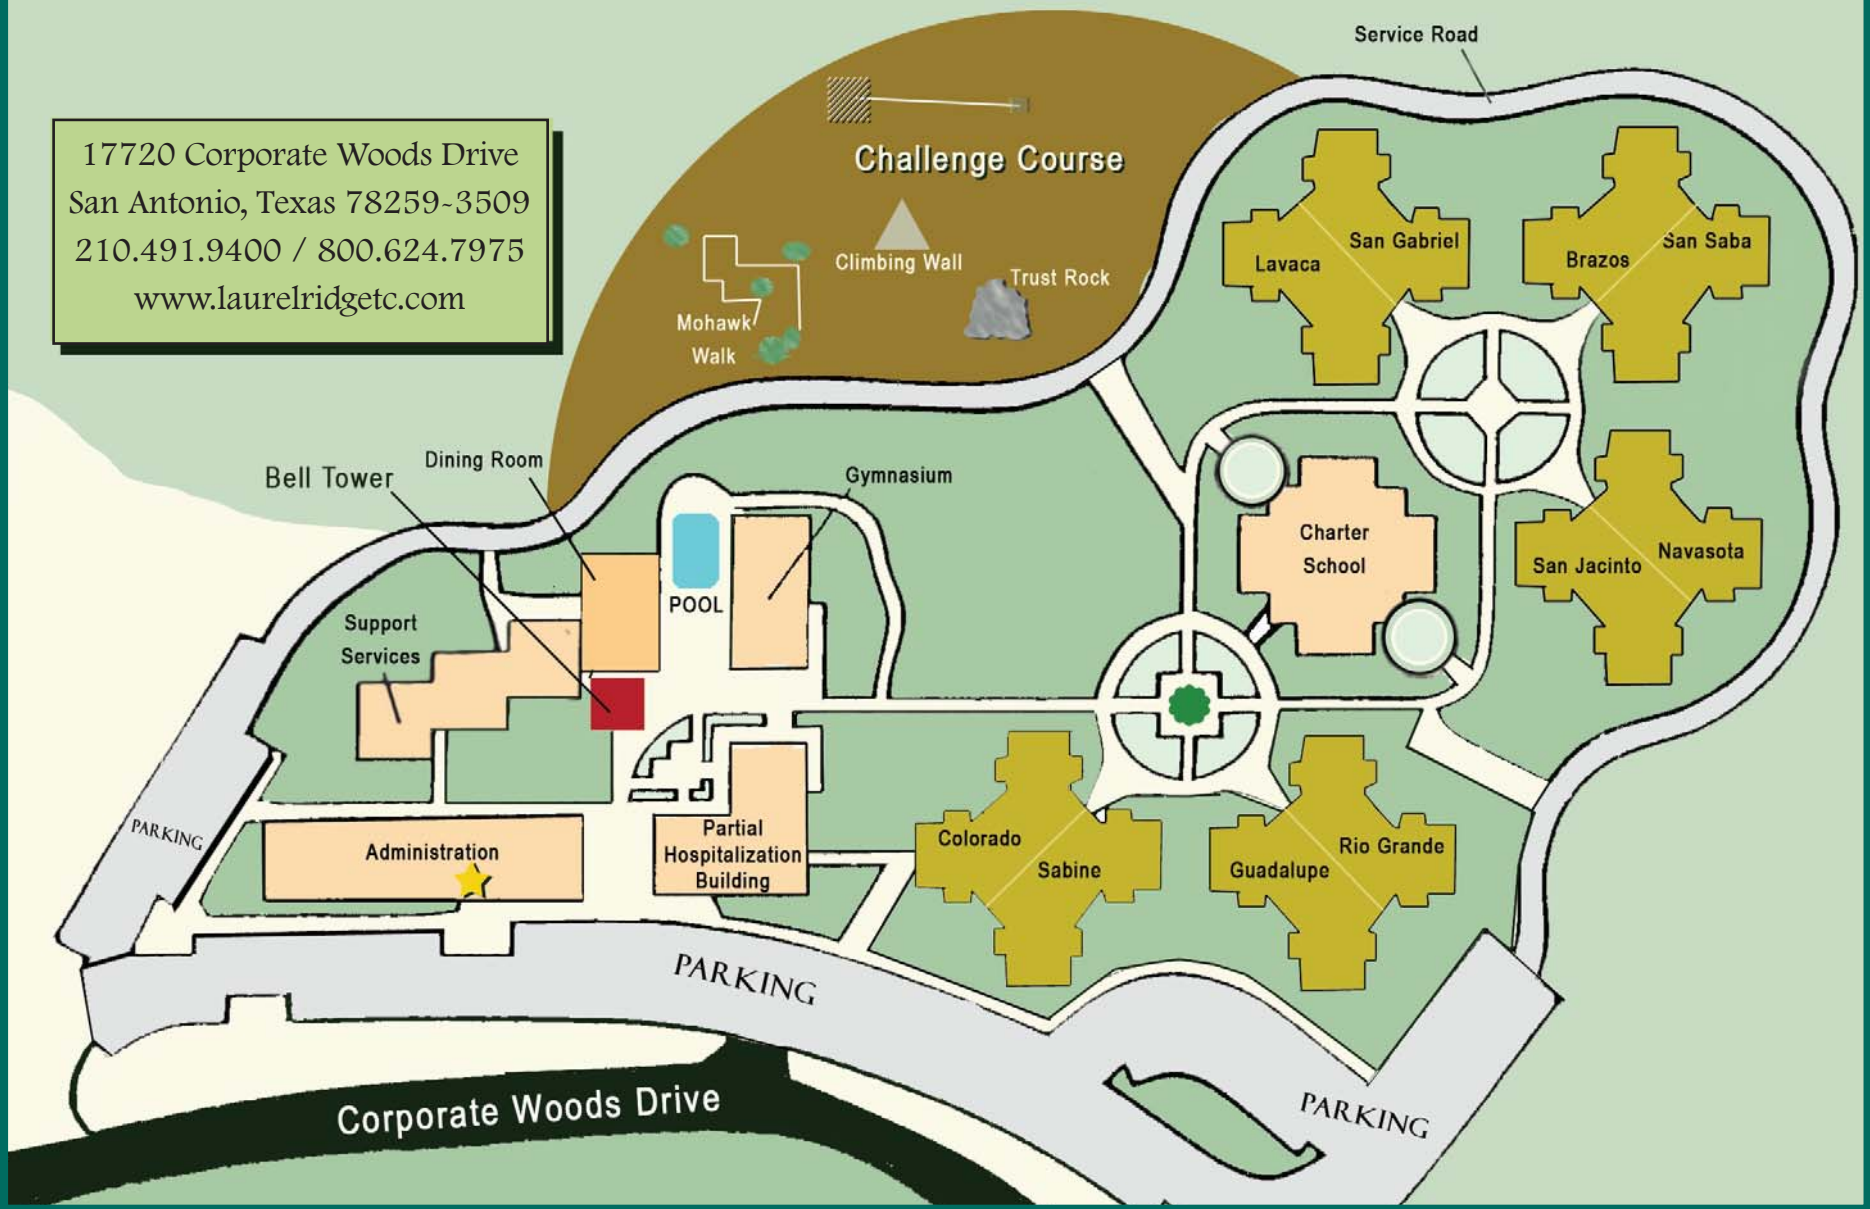 Service Road
17720 Corporate Woods Drive
San Antonio, Texas 78259-3509
210.491.9400 / 800.624.7975
www.laurelridgetc.com
Challenge Course
Climbing Wall
Trust Rock
Mohawk
Walk
San Gabriel
Lavaca
San Saba
Brazos
Bell Tower
Dining Room
Gymnasium
POOL
Charter
School
San Jacinto
Navasota
Support
Services
PARKING
Administration
Partial
Hospitalization
Building
Colorado
Sabine
Guadalupe
Rio Grande
PARKING
PARKING
Corporate Woods Drive